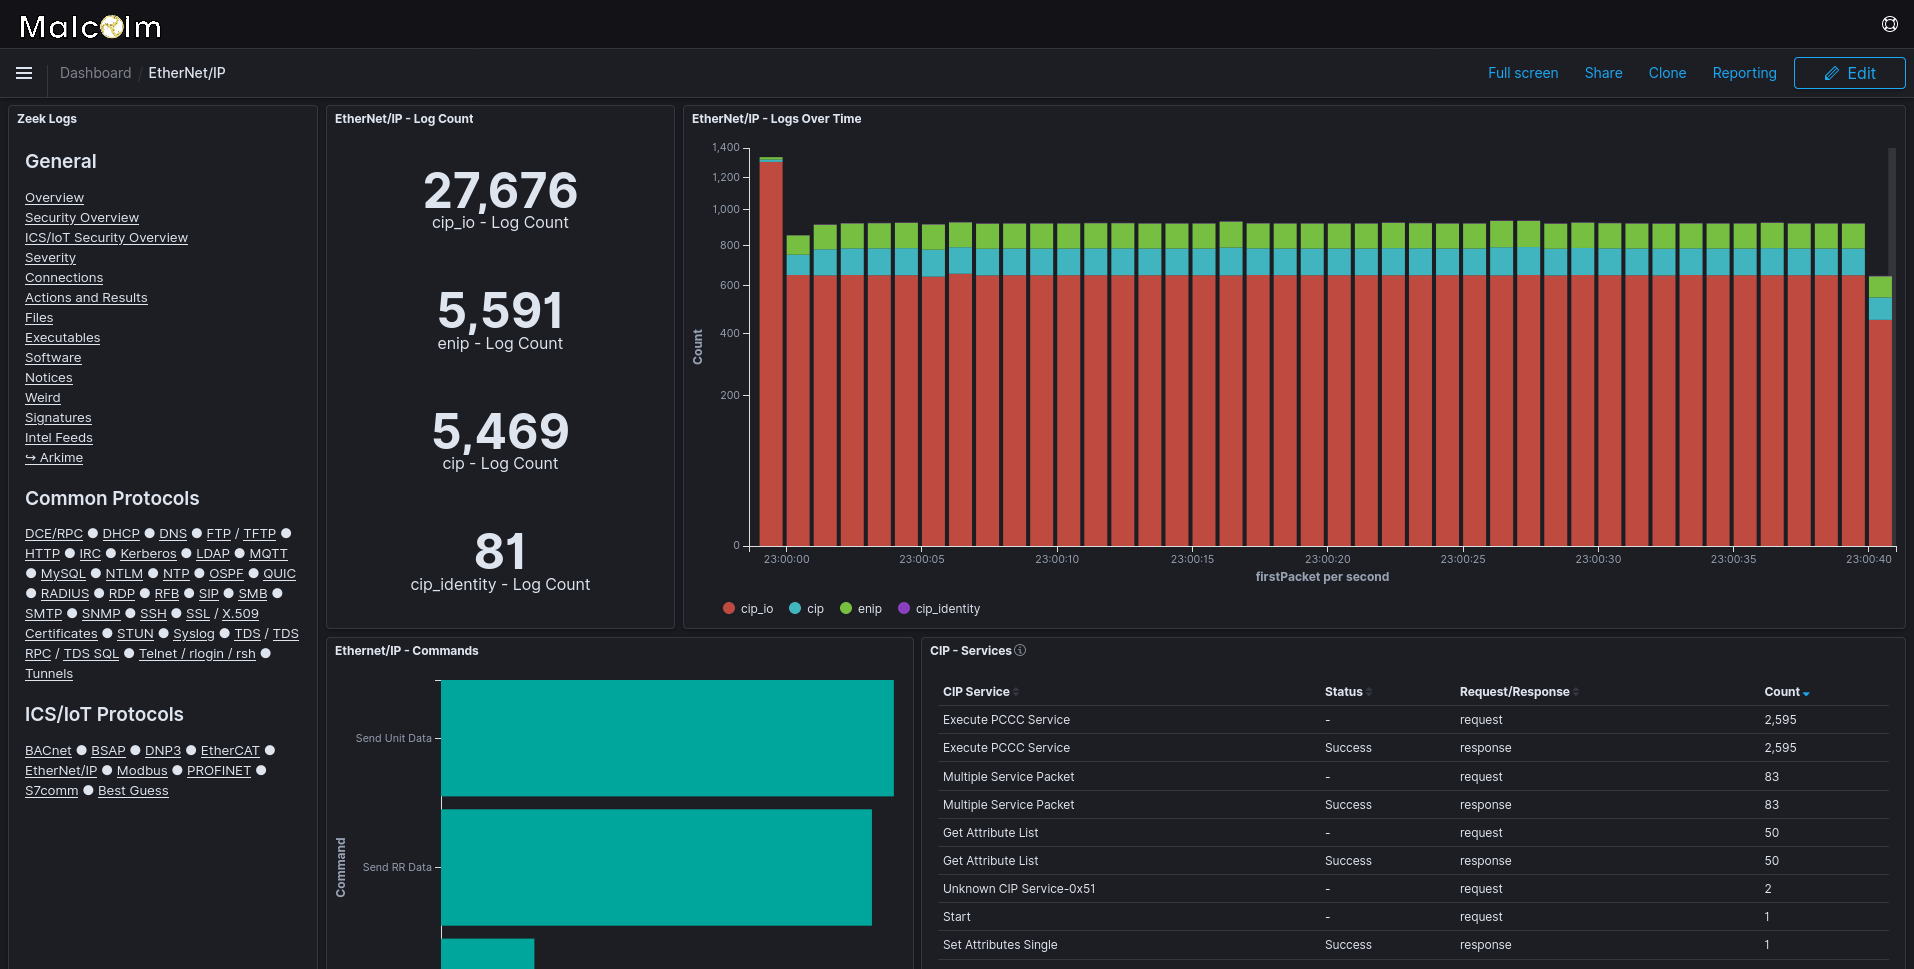 Malcolm
Dashboard / EtherNet/IP
Full screen Share Clone Reporting Edit
Zeek Logs
General
Overview
Security Overview
ICS/IoT Security Overview
Severity
Connections
Actions and Results
Files
Executables
Software
Notices
Weird
Signatures
Intel Feeds
↪ Arkime
Common Protocols
DCE/RPC ● DHCP ● DNS ● FTP / TFTP ●
HTTP ● IRC ● Kerberos ● LDAP ● MQTT
● MySQL ● NTLM ● NTP ● OSPF ● QUIC
● RADIUS ● RDP ● RFB ● SIP ● SMB ●
SMTP ● SNMP ● SSH ● SSL / X.509
Certificates ● STUN ● Syslog ● TDS / TDS
RPC / TDS SQL ● Telnet / rlogin / rsh ●
Tunnels
ICS/IoT Protocols
BACnet ● BSAP ● DNP3 ● EtherCAT ●
EtherNet/IP ● Modbus ● PROFINET ●
S7comm ● Best Guess
EtherNet/IP - Log Count
27,676
cip_io - Log Count
5,591
enip - Log Count
5,469
cip - Log Count
81
cip_identity - Log Count
EtherNet/IP - Logs Over Time
1,400
1,200
1,000
800
600
400
200
0
Count
23:00:00 23:00:05 23:00:10 23:00:15 23:00:20 23:00:25 23:00:30 23:00:35 23:00:40
firstPacket per second
cip_io cip enip cip_identity
Ethernet/IP - Commands
Send Unit Data
Send RR Data
Command
CIP - Services
CIP Service Status Request/Response Count
Execute PCCC Service - request 2,595
Execute PCCC Service Success response 2,595
Multiple Service Packet - request 83
Multiple Service Packet Success response 83
Get Attribute List - request 50
Get Attribute List Success response 50
Unknown CIP Service-0x51 - request 2
Start - request 1
Set Attributes Single Success response 1